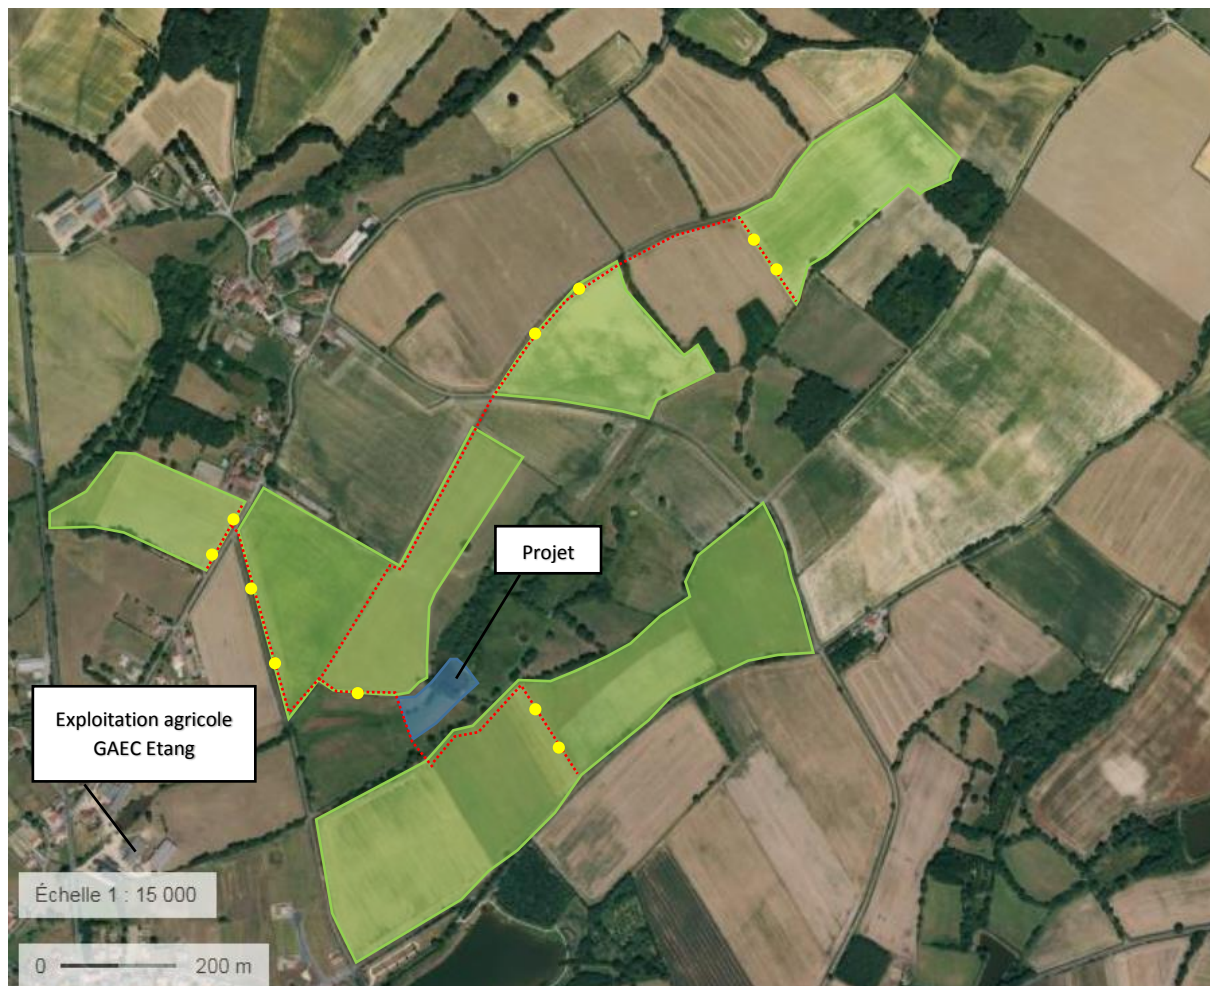 Projet
Exploitation agricole
GAEC Etang
Échelle 1 : 15 000
0 200 m